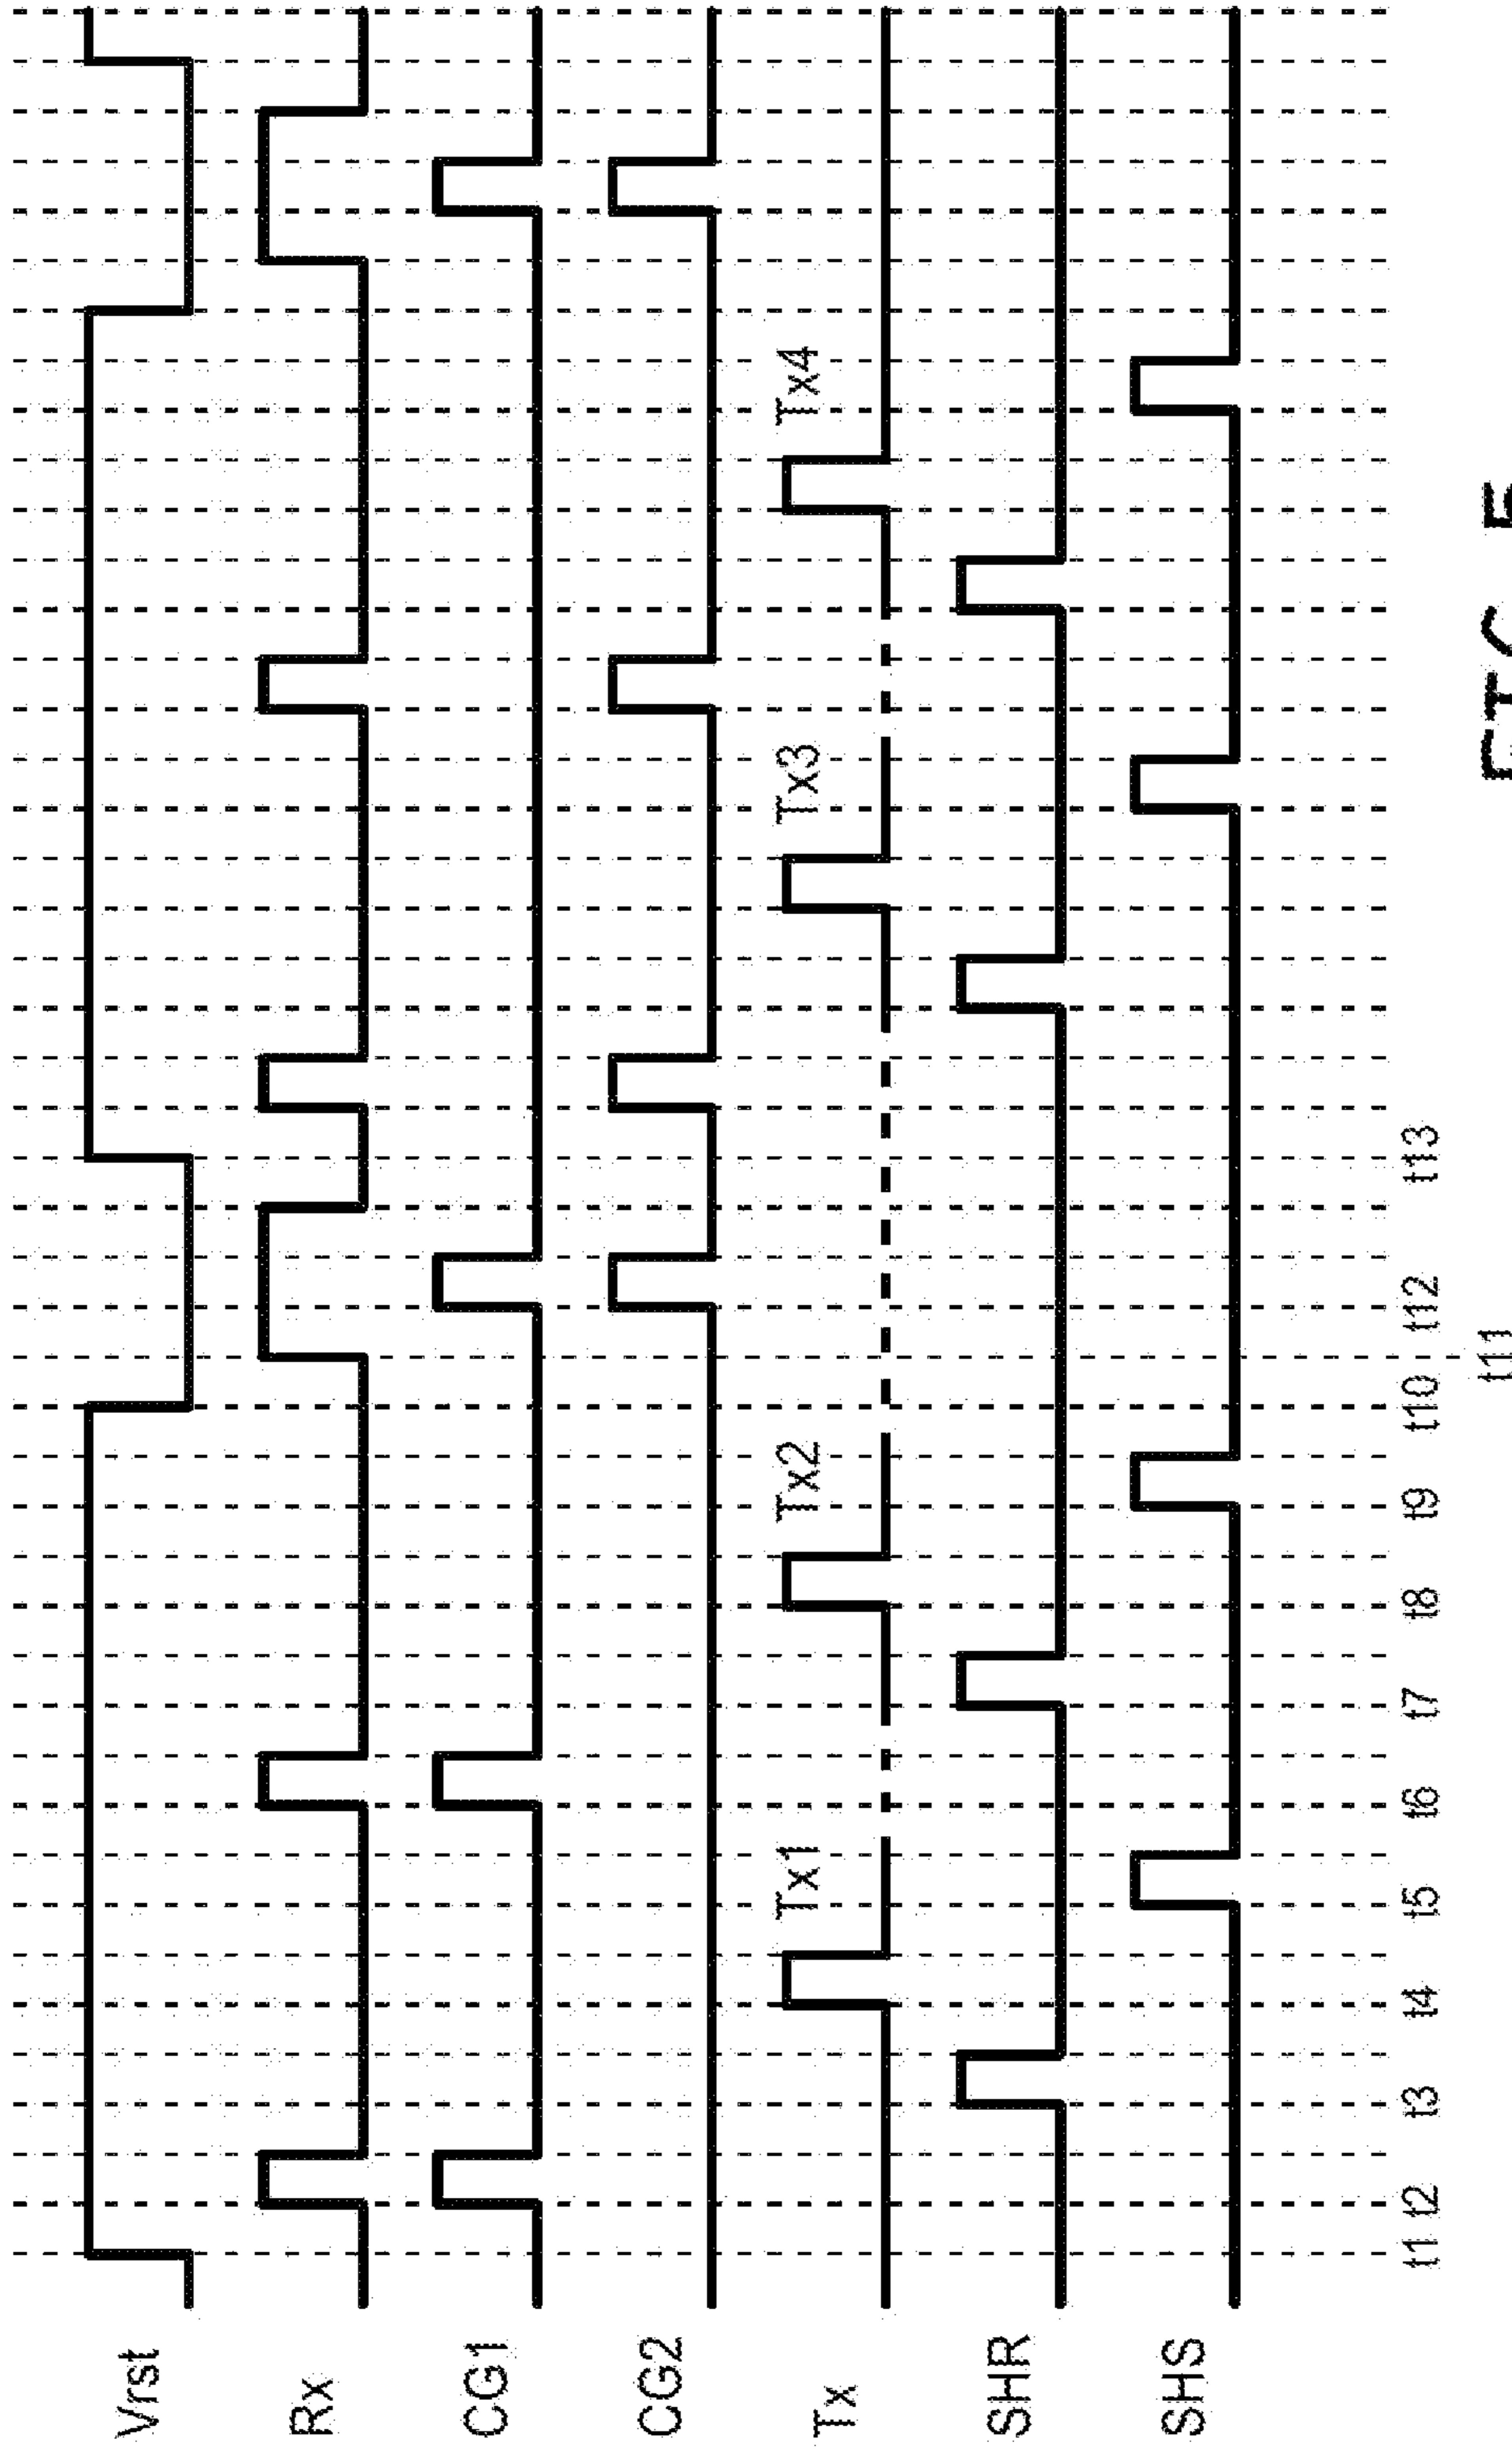 Vrst
Rx
CG1
CG2
Tx
Tx1
Tx2
Tx3
Tx4
SHR
SHS
t1 t2 t3 t4 t5 t6 t7 t8 t9 t10 t12 t13
t11